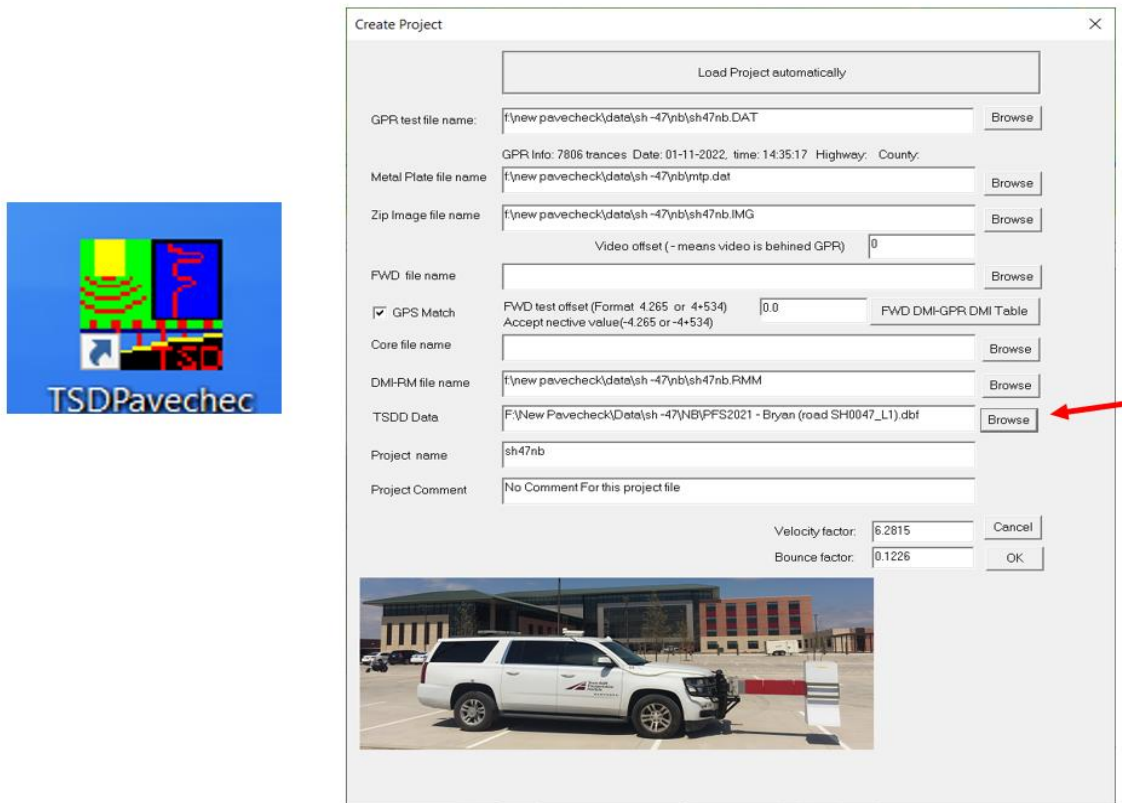 TSD
TSDPavechec
Create Project
Load Project automatically
GPR test file name: f:\new pavecheck\data\sh -47\nb\sh47nb.DAT Browse
GPR Info: 7806 trances Date: 01-11-2022, time: 14:35:17 Highway: County:
Metal Plate file name f:\new pavecheck\data\sh -47\nb\mtp.dat Browse
Zip Image file name f:\new pavecheck\data\sh -47\nb\sh47nb.IMG Browse
Video offset ( - means video is behined GPR) 0
FWD file name Browse
GPS Match FWD test offset (Format 4.265 or 4+534) 0.0 FWD DMI-GPR DMI Table
Accept nective value(-4.265 or -4+534)
Core file name Browse
DMI-RM file name f:\new pavecheck\data\sh -47\nb\sh47nb.RMM Browse
TSDD Data F:\New Pavecheck\Data\sh -47\NB\PFS2021 - Bryan (road SH0047_L1).dbf Browse
Project name sh47nb
Project Comment No Comment For this project file
Velocity factor: 6.2815 Cancel
Bounce factor: 0.1226 OK